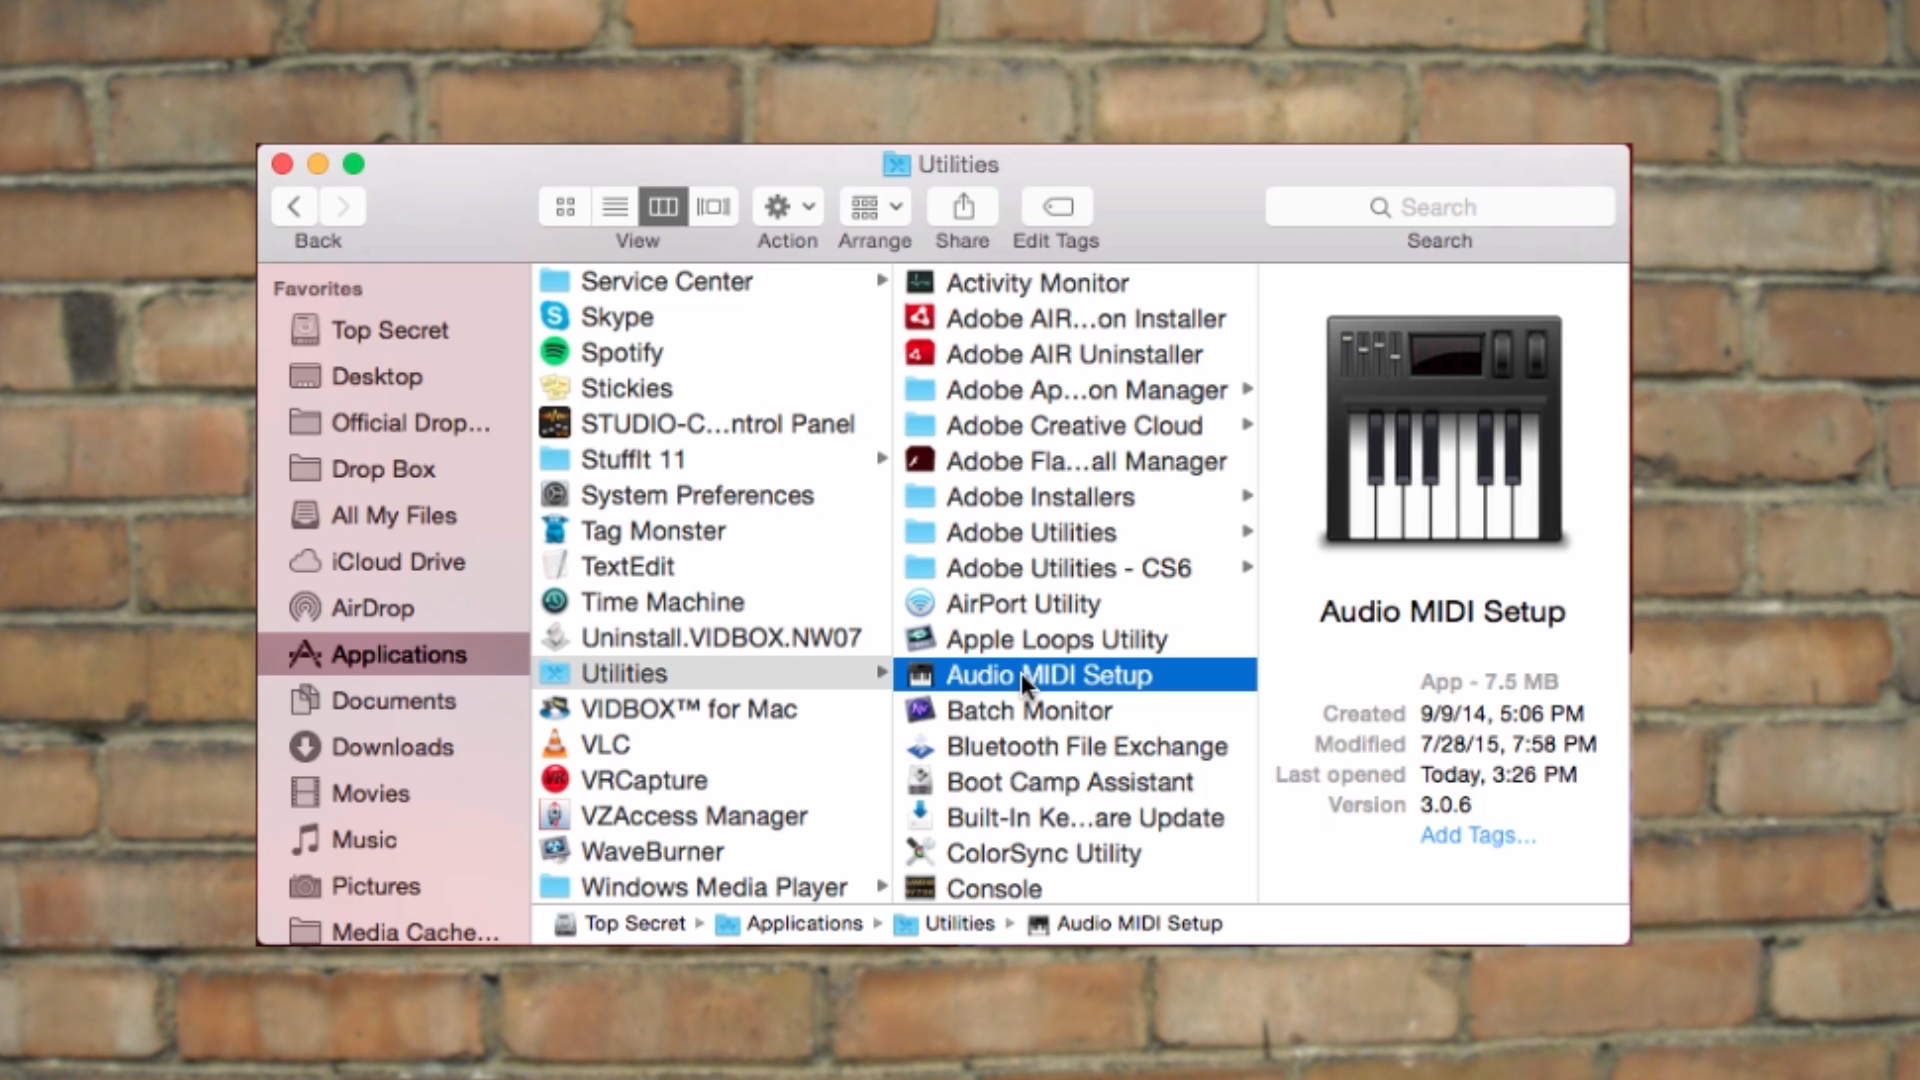 Utilities
Back
View
Action
Arrange
Share
Edit Tags
Search
Search
Favorites
Top Secret
Desktop
Official Drop...
Drop Box
All My Files
iCloud Drive
AirDrop
Applications
Documents
Downloads
Movies
Music
Pictures
Media Cache...
Service Center
Skype
Spotify
Stickies
STUDIO-C...ntrol Panel
StuffIt 11
System Preferences
Tag Monster
TextEdit
Time Machine
Uninstall.VIDBOX.NW07
Utilities
VIDBOX™ for Mac
VLC
VRCapture
VZAccess Manager
WaveBurner
Windows Media Player
Activity Monitor
Adobe AIR...on Installer
Adobe AIR Uninstaller
Adobe Ap...on Manager
Adobe Creative Cloud
Adobe Fla...all Manager
Adobe Installers
Adobe Utilities
Adobe Utilities - CS6
AirPort Utility
Apple Loops Utility
Audio MIDI Setup
Batch Monitor
Bluetooth File Exchange
Boot Camp Assistant
Built-In Ke...are Update
ColorSync Utility
Console
Audio MIDI Setup
App - 7.5 MB
Created 9/9/14, 5:06 PM
Modified 7/28/15, 7:58 PM
Last opened Today, 3:26 PM
Version 3.0.6
Add Tags...
Top Secret Applications Utilities Audio MIDI Setup